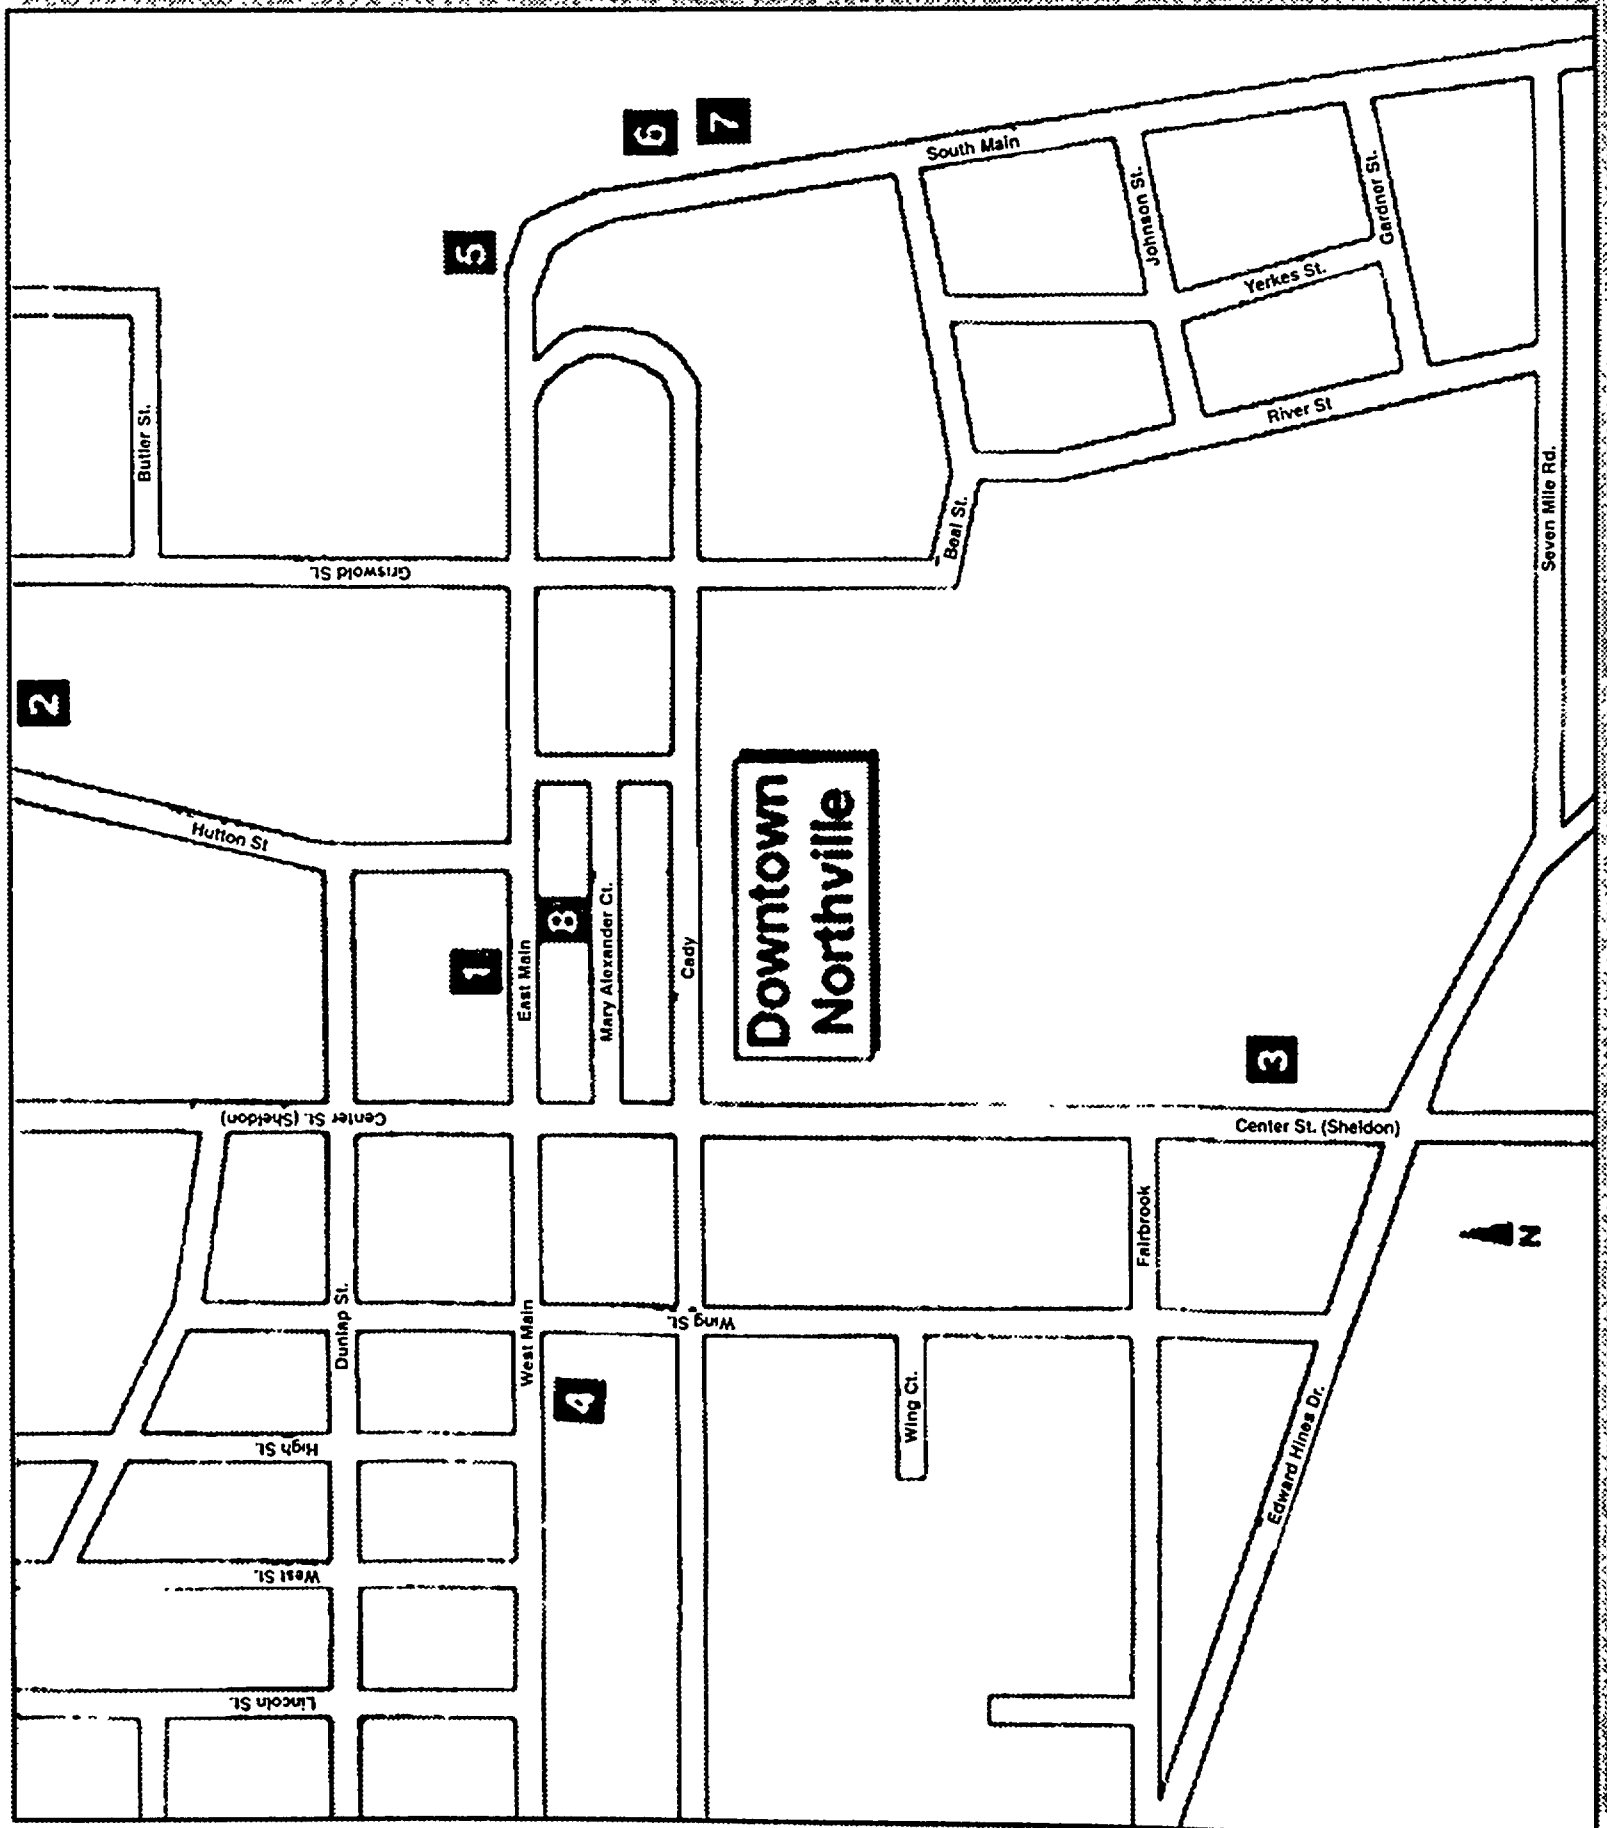 2
Butler St.
Hutton St
Lincoln St.
West St.
High St.
Center St. (Sheldon)
Griswold St.
Dunlap St.
5
1
West Main
East Main
4
8
Mary Alexander Ct.
6
Wing St.
Cady
7
Downtown
Northville
Wing Ct.
Beal St.
South Main
Fairbrook
Johnson St.
3
Center St. (Sheldon)
Yerkes St.
River St
Edward Hines Dr.
Gardner St.
N
Seven Mile Rd.